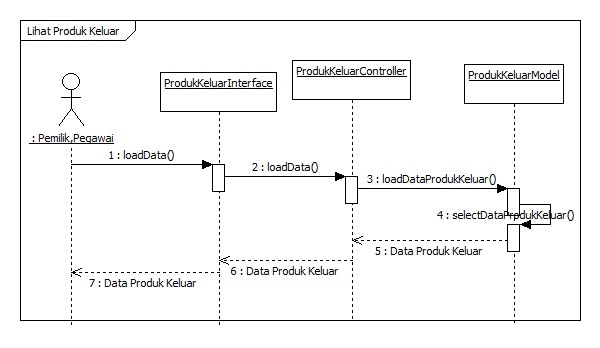 Lihat Produk Keluar
ProdukKeluarInterface
ProdukKeluarController
ProdukKeluarModel
: Pemilik,Pegawai
1 : loadData()
2 : loadData()
3 : loadDataProdukKeluar()
4 : selectDataProdukKeluar()
5 : Data Produk Keluar
6 : Data Produk Keluar
7 : Data Produk Keluar